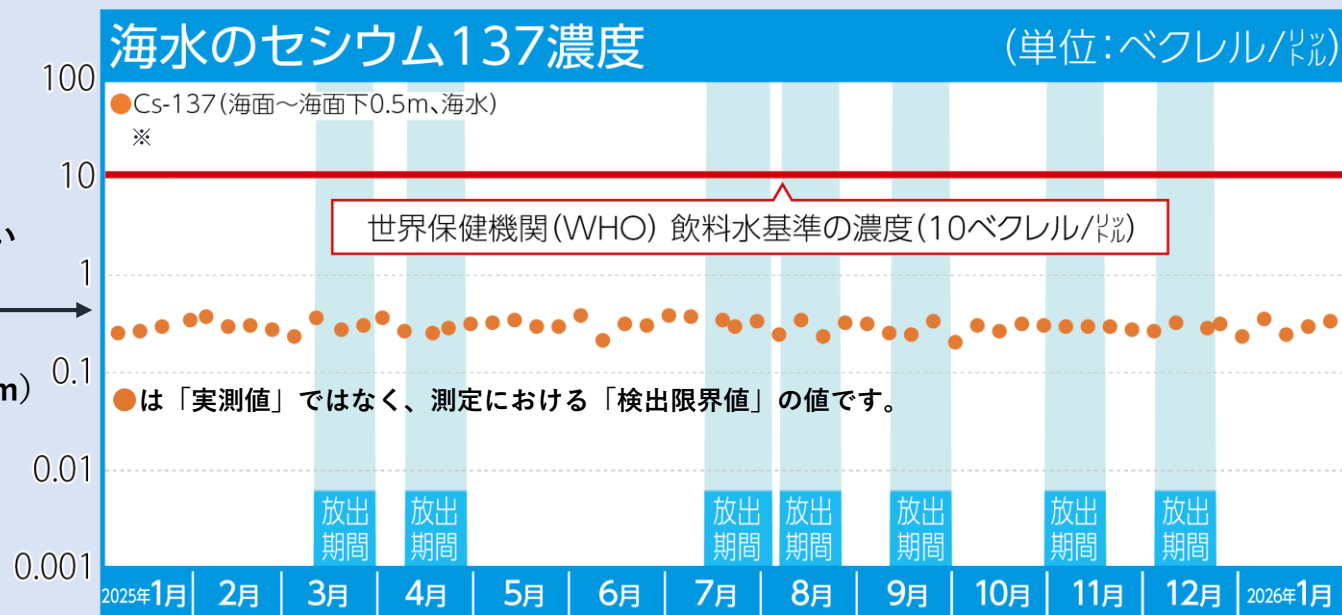 海水のセシウム137濃度
(単位:ベクレル/リットル)
100
●Cs-137(海面～海面下0.5m、海水)
※
10
世界保健機関(WHO) 飲料水基準の濃度(10ベクレル/リットル)
い
1
m)
0.1
●は「実測値」ではなく、測定における「検出限界値」の値です。
0.01
放出期間
放出期間
放出期間
放出期間
放出期間
放出期間
放出期間
0.001
2025年1月 2月 3月 4月 5月 6月 7月 8月 9月 10月 11月 12月 2026年1月